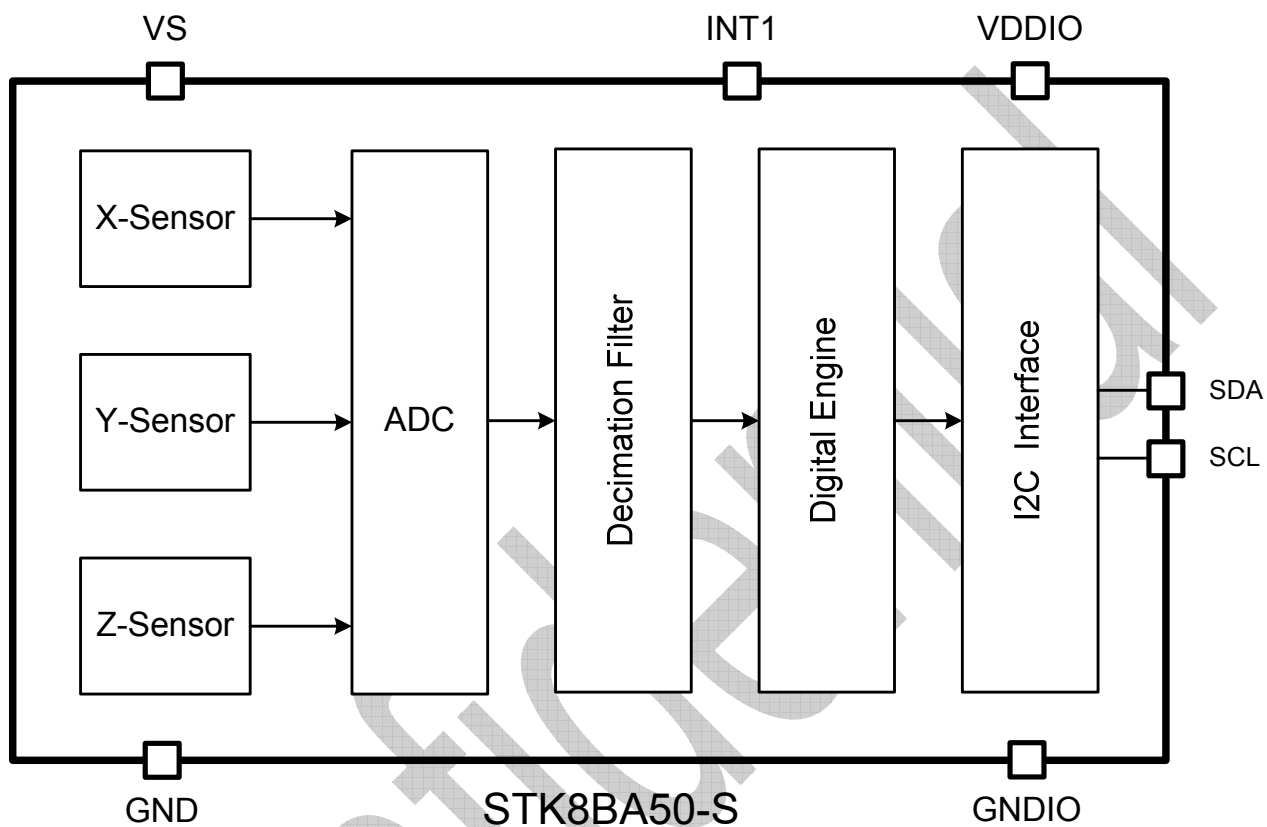 VS
INT1
VDDIO
X-Sensor
Y-Sensor
Z-Sensor
ADC
Decimation Filter
Digital Engine
I2C Interface
SDA
SCL
GND
STK8BA50-S
GNDIO